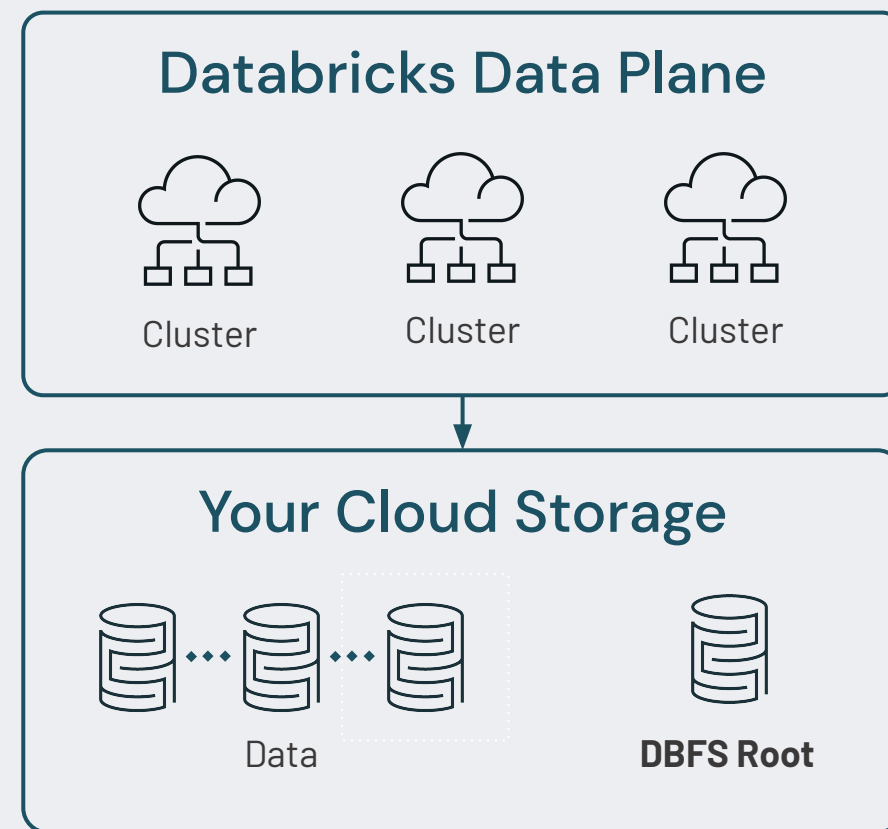 Databricks Data Plane
Cluster
Cluster
Cluster
Your Cloud Storage
Data
DBFS Root